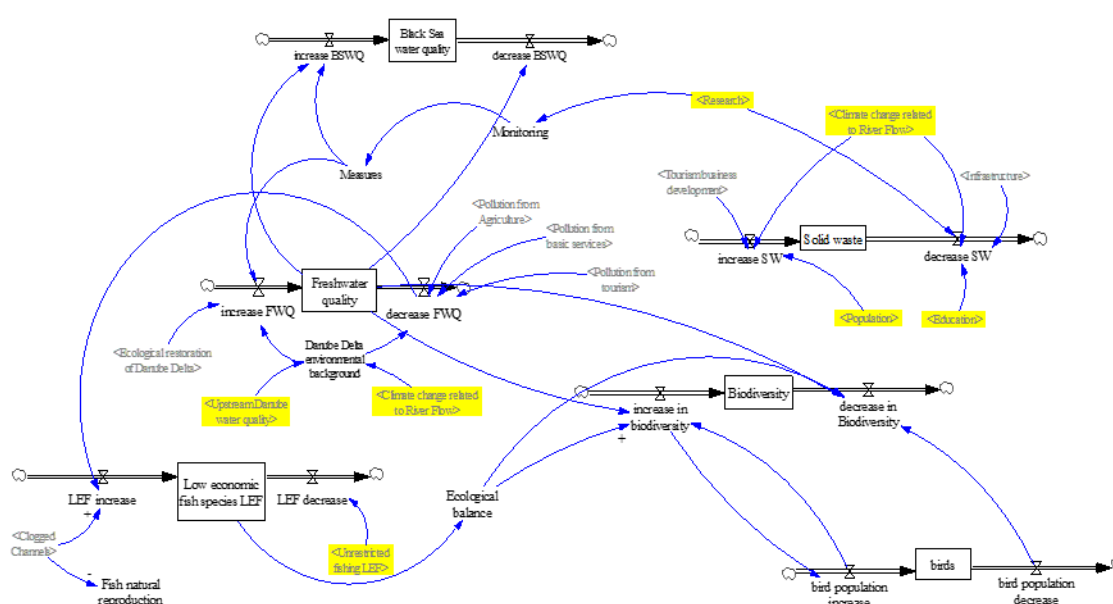 Black Sea
water quality
increase BSWQ
decrease BSWQ
<Research>
<Climate change related
to River Flow>
Monitoring
Measures
<Tourism business
development>
<Infrastructure>
<Pollution from
Agriculture>
<Pollution from
basic services>
Solid waste
increase SW
decrease SW
<Pollution from
tourism>
Freshwater
quality
increase FWQ
decrease FWQ
<Population>
<Education>
<Ecological restoration
of Danube Delta>
Danube Delta
environmental
background
<Upstream Danube
water quality>
<Climate change related
to River Flow>
Biodiversity
increase in
biodiversity
+
decrease in
Biodiversity
Low economic
fish species LEF
LEF increase
+
LEF decrease
Ecological
balance
<Clogged
Channels>
<Unrestricted
fishing LEF>
-
Fish natural
reproduction
birds
bird population
increase
bird population
decrease